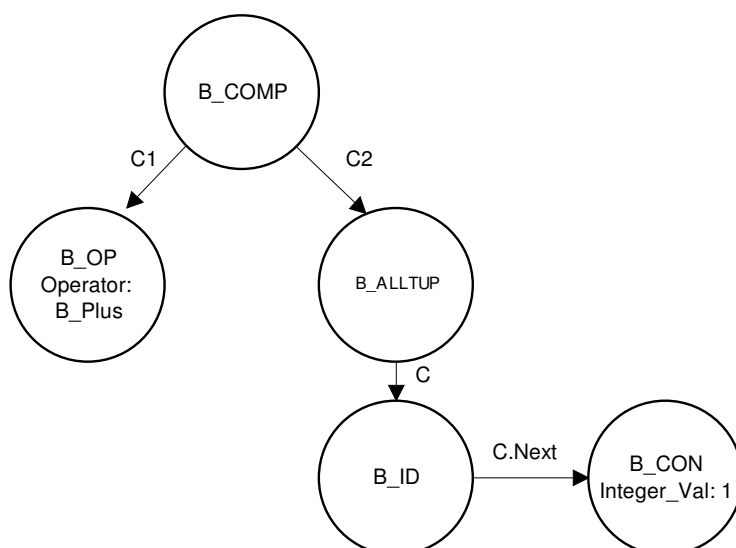 B_COMP
C1
C2
B_OP
Operator:
B_Plus
B_ALLTUP
C
B_ID
C.Next
B_CON
Integer_Val: 1